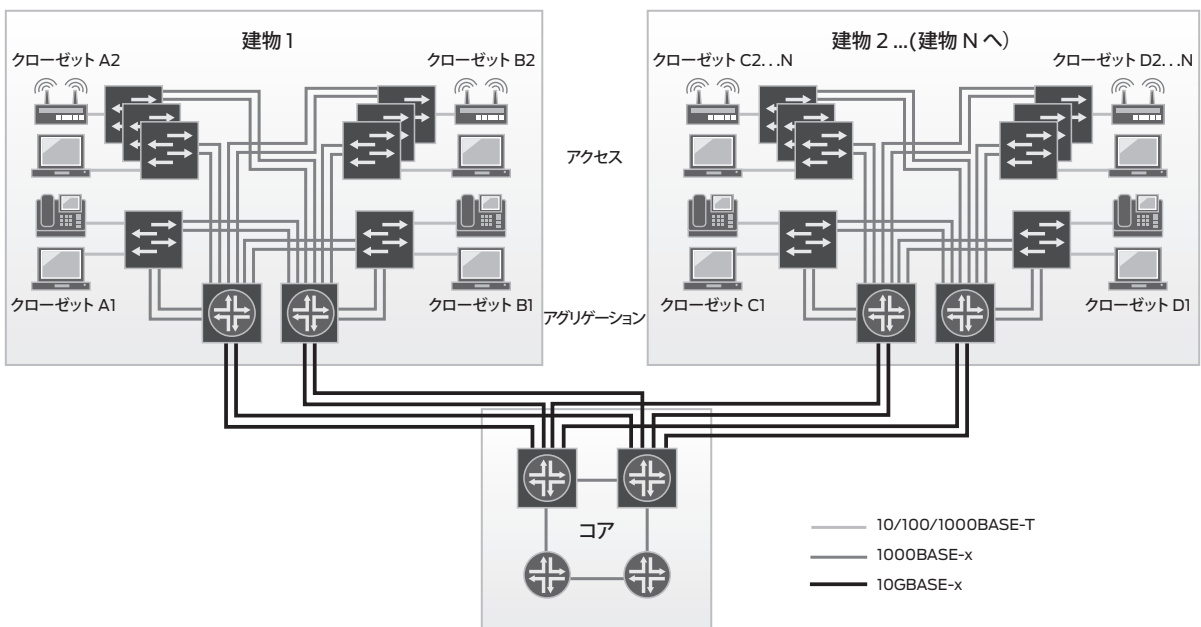 建物 1
クローゼット A2
クローゼット B2
クローゼット A1
クローゼット B1
アクセス
アグリゲーション
建物 2 ...(建物 N へ)
クローゼット C2. . .N
クローゼット D2. . .N
クローゼット C1
クローゼット D1
コア
10/100/1000BASE-T
1000BASE-x
10GBASE-x